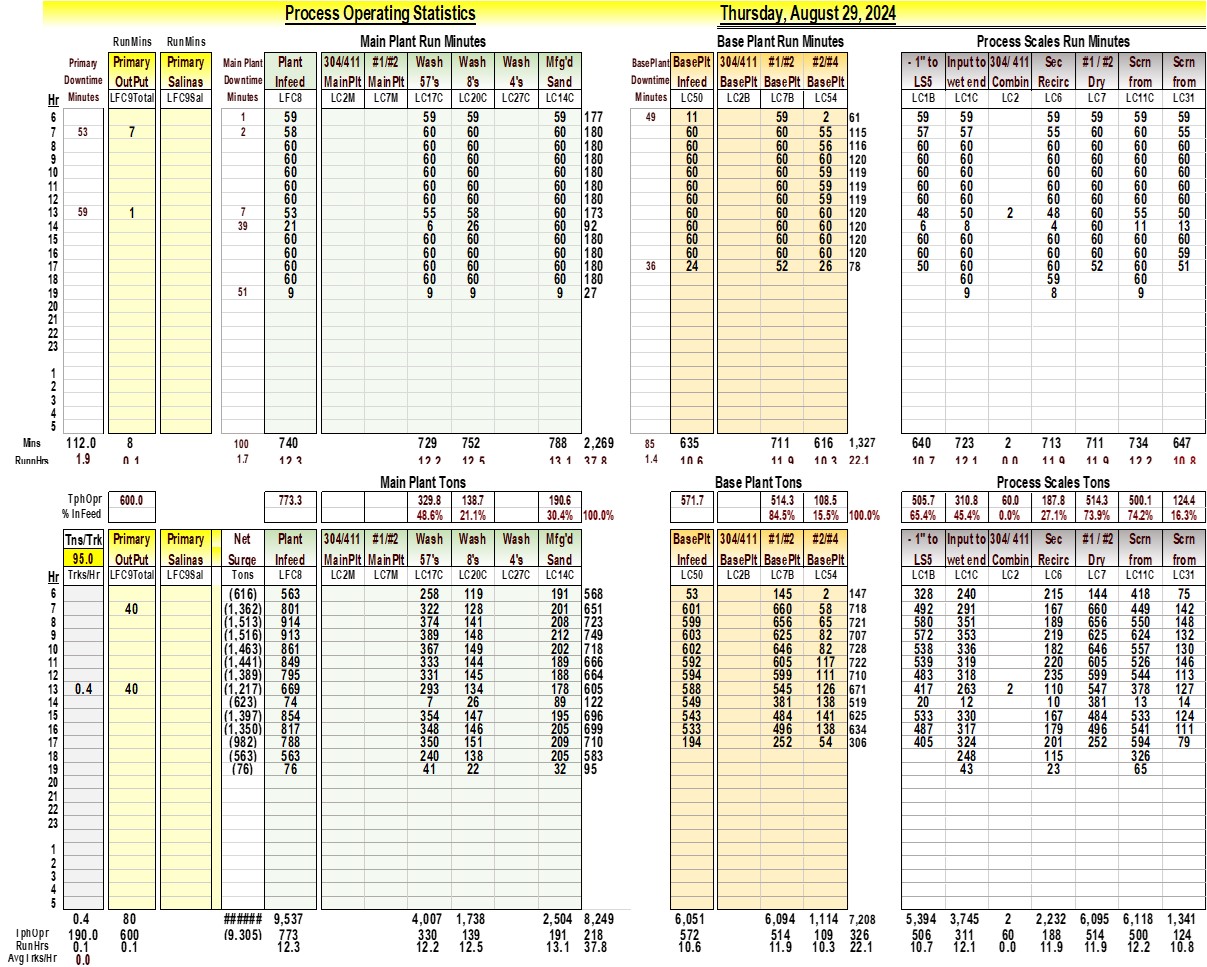 Process Operating Statistics Thursday, August 29, 2024
RunMins RunMins Main Plant Run Minutes Base Plant Run Minutes Process Scales Run Minutes
Primary Primary Primary Main Plant Plant 304/411 #1/#2 Wash Wash Wash Mfg'd BasePlant BasePlt 304/411 #1/#2 #2/#4 - 1" to Input to 304/ 411 Sec #1 / #2 Scrn Scrn
Downtime OutPut Salinas Downtime Infeed MainPlt MainPlt 57's 8's 4's Sand Downtime Infeed BasePlt BasePlt BasePlt LS5 wet end Combin Recirc Dry from from
Hr Minutes LFC9Total LFC9Sal Minutes LFC8 LC2M LC7M LC17C LC20C LC27C LC14C Minutes LC50 LC2B LC7B LC54 LC1B LC1C LC2 LC6 LC7 LC11C LC31
6 1 59 59 59 59 177 49 11 59 2 61 59 59 59 59 59 59
7 53 7 2 58 60 60 60 180 60 60 55 115 57 57 55 60 60 55
8 60 60 60 60 180 60 60 56 116 60 60 60 60 60 60
9 60 60 60 60 180 60 60 60 120 60 60 60 60 60 60
10 60 60 60 60 180 60 60 59 119 60 60 60 60 60 60
11 60 60 60 60 180 60 60 59 119 60 60 60 60 60 60
12 60 60 60 60 180 60 60 59 119 60 60 60 60 60 60
13 59 1 7 53 55 58 60 173 60 60 60 120 48 50 2 48 60 55 50
14 39 21 6 26 60 92 60 60 60 120 6 8 4 60 11 13
15 60 60 60 60 180 60 60 60 120 60 60 60 60 60 60
16 60 60 60 60 180 60 60 60 120 60 60 60 60 60 59
17 60 60 60 60 180 36 24 52 26 78 50 60 60 52 60 51
18 60 60 60 60 180 60 59 60
19 51 9 9 9 9 27 9 8 9
20
21
22
23
1
2
3
4
5
Mins 112.0 8 100 740 729 752 788 2,269 85 635 711 616 1,327 640 723 2 713 711 734 647
RunnHrs 1.9 0.1 1.7 12.3 12.2 12.5 13.1 37.8 1.4 10.6 11.9 10.3 22.1 10.7 12.1 0.0 11.9 11.9 12.2 10.8
Main Plant Tons Base Plant Tons Process Scales Tons
TphOpr 600.0 773.3 329.8 138.7 190.6 571.7 514.3 108.5 505.7 310.8 60.0 187.8 514.3 500.1 124.4
% InFeed 48.6% 21.1% 30.4% 100.0% 84.5% 15.5% 100.0% 65.4% 45.4% 0.0% 27.1% 73.9% 74.2% 16.3%
Tns/Trk Primary Primary Net Plant 304/411 #1/#2 Wash Wash Wash Mfg'd BasePlt 304/411 #1/#2 #2/#4 - 1" to Input to 304/ 411 Sec #1 / #2 Scrn Scrn
95.0 OutPut Salinas Surge Infeed MainPlt MainPlt 57's 8's 4's Sand Infeed BasePlt BasePlt BasePlt LS5 wet end Combin Recirc Dry from from
Hr Trks/Hr LFC9Total LFC9Sal Tons LFC8 LC2M LC7M LC17C LC20C LC27C LC14C LC50 LC2B LC7B LC54 LC1B LC1C LC2 LC6 LC7 LC11C LC31
6 (616) 563 258 119 191 568 53 145 2 147 328 240 215 144 418 75
7 40 (1,362) 801 322 128 201 651 601 660 58 718 492 291 167 660 449 142
8 (1,513) 914 374 141 208 723 599 656 65 721 580 351 189 656 550 148
9 (1,516) 913 389 148 212 749 603 625 82 707 572 353 219 625 624 132
10 (1,463) 861 367 149 202 718 602 646 82 728 538 336 182 646 557 130
11 (1,441) 849 333 144 189 666 592 605 117 722 539 319 220 605 526 146
12 (1,389) 795 331 145 188 664 594 599 111 710 483 318 235 599 544 113
13 0.4 40 (1,217) 669 293 134 178 605 588 545 126 671 417 263 2 110 547 378 127
14 (623) 74 7 26 89 122 549 381 138 519 20 12 10 381 13 14
15 (1,397) 854 354 147 195 696 543 484 141 625 533 330 167 484 533 124
16 (1,350) 817 348 146 205 699 533 496 138 634 487 317 179 496 541 111
17 (982) 788 350 151 209 710 194 252 54 306 405 324 201 252 594 79
18 (563) 563 240 138 205 583 248 115 326
19 (76) 76 41 22 32 95 43 23 65
20
21
22
23
1
2
3
4
5
0.4 80 ###### 9,537 4,007 1,738 2,504 8,249 6,051 6,094 1,114 7,208 5,394 3,745 2 2,232 6,095 6,118 1,341
TphOpr 190.0 600 (9,305) 773 330 139 191 218 572 514 109 326 506 311 60 188 514 500 124
RunHrs 0.1 0.1 12.3 12.2 12.5 13.1 37.8 10.6 11.9 10.3 22.1 10.7 12.1 0.0 11.9 11.9 12.2 10.8
AvgTrks/Hr 0.0